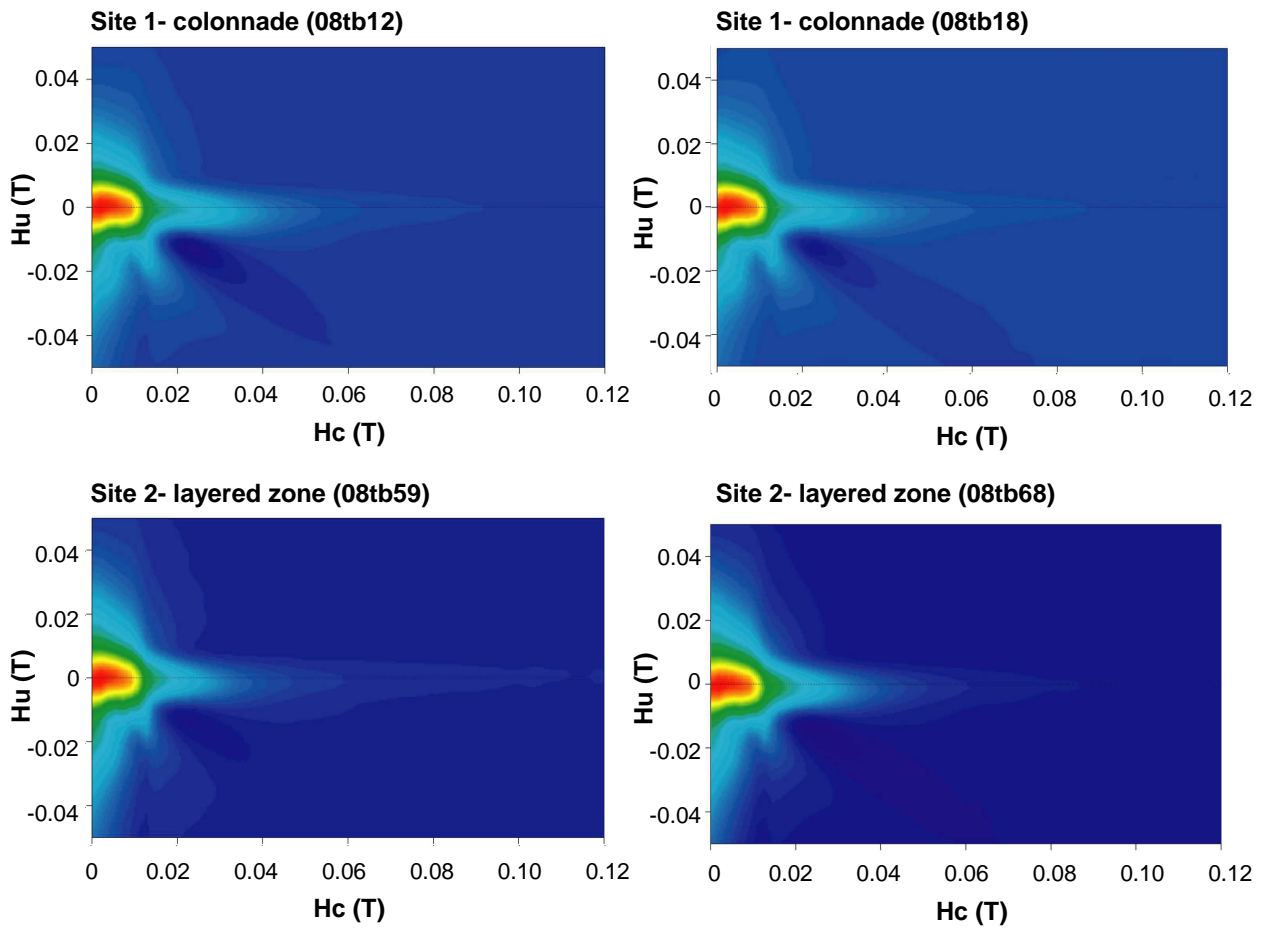 Site 1- colonnade (08tb12)
0.04
0.02
0
-0.02
-0.04
Hu (T)
0 0.02 0.04 0.06 0.08 0.10 0.12
Hc (T)
Site 1- colonnade (08tb18)
0.04
0.02
0
-0.02
-0.04
Hu (T)
0 0.02 0.04 0.06 0.08 0.10 0.12
Hc (T)
Site 2- layered zone (08tb59)
0.04
0.02
0
-0.02
-0.04
Hu (T)
0 0.02 0.04 0.06 0.08 0.10 0.12
Hc (T)
Site 2- layered zone (08tb68)
0.04
0.02
0
-0.02
-0.04
Hu (T)
0 0.02 0.04 0.06 0.08 0.10 0.12
Hc (T)